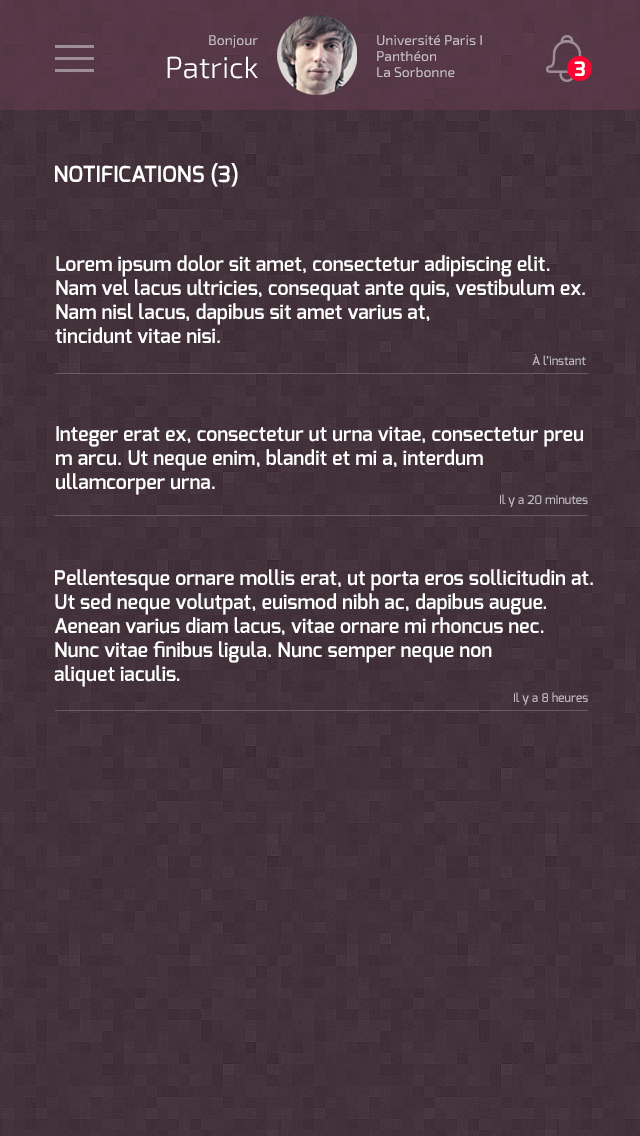 Bonjour
Patrick
Université Paris I
Panthéon
La Sorbonne
3
NOTIFICATIONS (3)
Lorem ipsum dolor sit amet, consectetur adipiscing elit.
Nam vel lacus ultricies, consequat ante quis, vestibulum ex.
Nam nisl lacus, dapibus sit amet varius at,
tincidunt vitae nisi.
À l'instant
Integer erat ex, consectetur ut urna vitae, consectetur preu
m arcu. Ut neque enim, blandit et mi a, interdum
ullamcorper urna.
Il y a 20 minutes
Pellentesque ornare mollis erat, ut porta eros sollicitudin at.
Ut sed neque volutpat, euismod nibh ac, dapibus augue.
Aenean varius diam lacus, vitae ornare mi rhoncus nec.
Nunc vitae finibus ligula. Nunc semper neque non
aliquet iaculis.
Il y a 8 heures